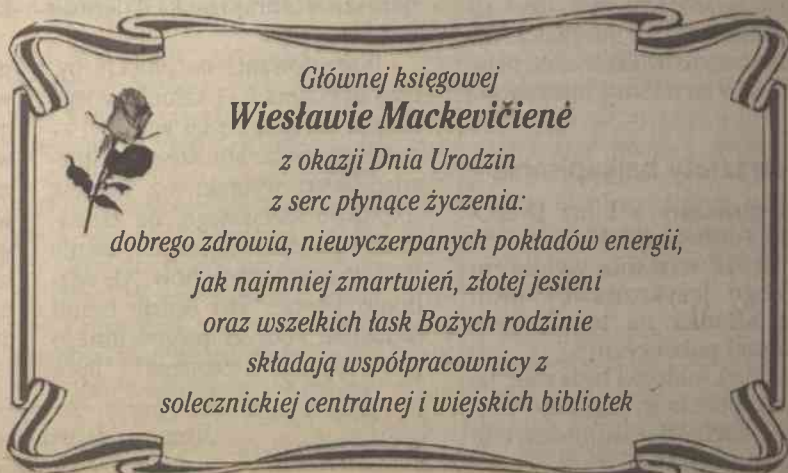 Głównej księgowej
Wiesławie Mackevičienė
z okazji Dnia Urodzin
z serc płynące życzenia:
dobrego zdrowia, niewyczerpanych pokładów energii,
jak najmniej zmartwień, złotej jesieni
oraz wszelkich łask Bożych rodzinie
składają współpracownicy z
solecznickiej centralnej i wiejskich bibliotek